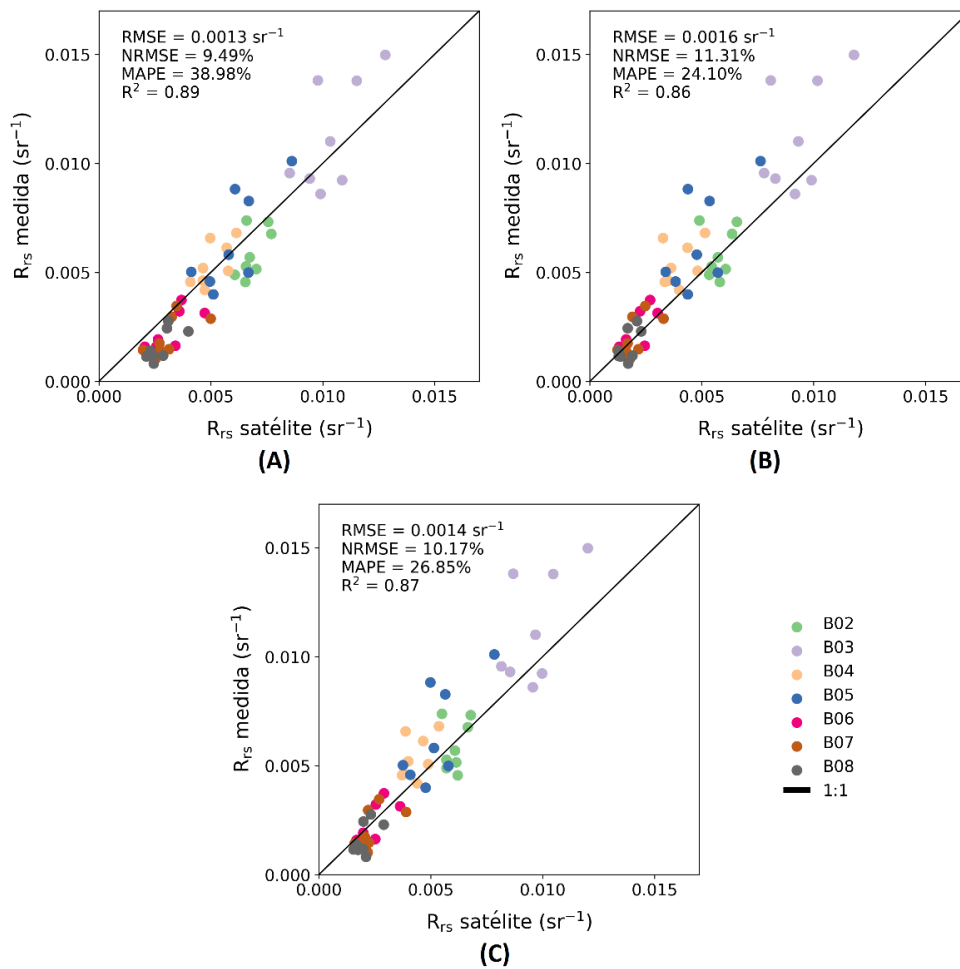 RMSE = 0.0013 sr⁻¹
NRMSE = 9.49%
MAPE = 38.98%
R² = 0.89
0.015
0.010
0.005
0.000
Rrs medida (sr⁻¹)
0.000 0.005 0.010 0.015
Rrs satélite (sr⁻¹)
(A)
RMSE = 0.0016 sr⁻¹
NRMSE = 11.31%
MAPE = 24.10%
R² = 0.86
0.015
0.010
0.005
0.000
Rrs medida (sr⁻¹)
0.000 0.005 0.010 0.015
Rrs satélite (sr⁻¹)
(B)
RMSE = 0.0014 sr⁻¹
NRMSE = 10.17%
MAPE = 26.85%
R² = 0.87
0.015
0.010
0.005
0.000
Rrs medida (sr⁻¹)
0.000 0.005 0.010 0.015
Rrs satélite (sr⁻¹)
(C)
B02
B03
B04
B05
B06
B07
B08
1:1